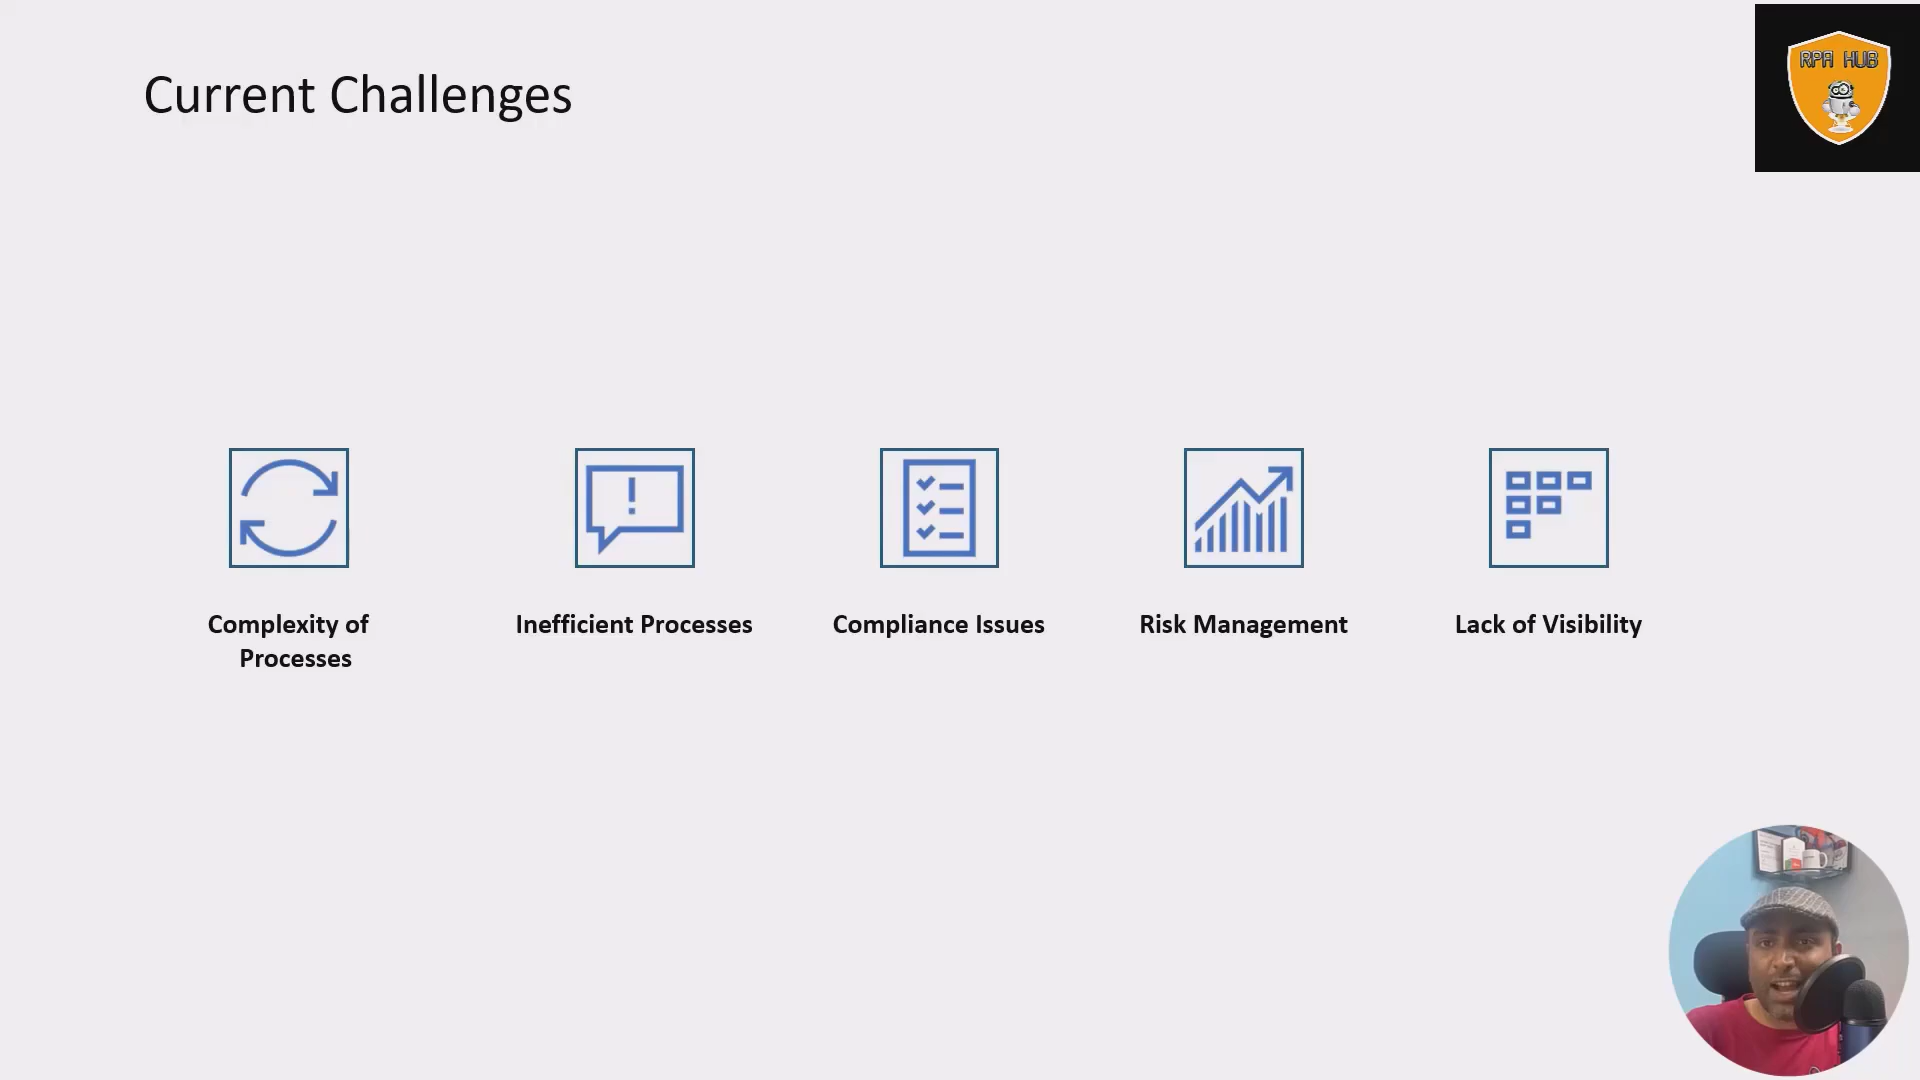 Current Challenges
RPA HUB
Complexity of
Processes
Inefficient Processes
Compliance Issues
Risk Management
Lack of Visibility